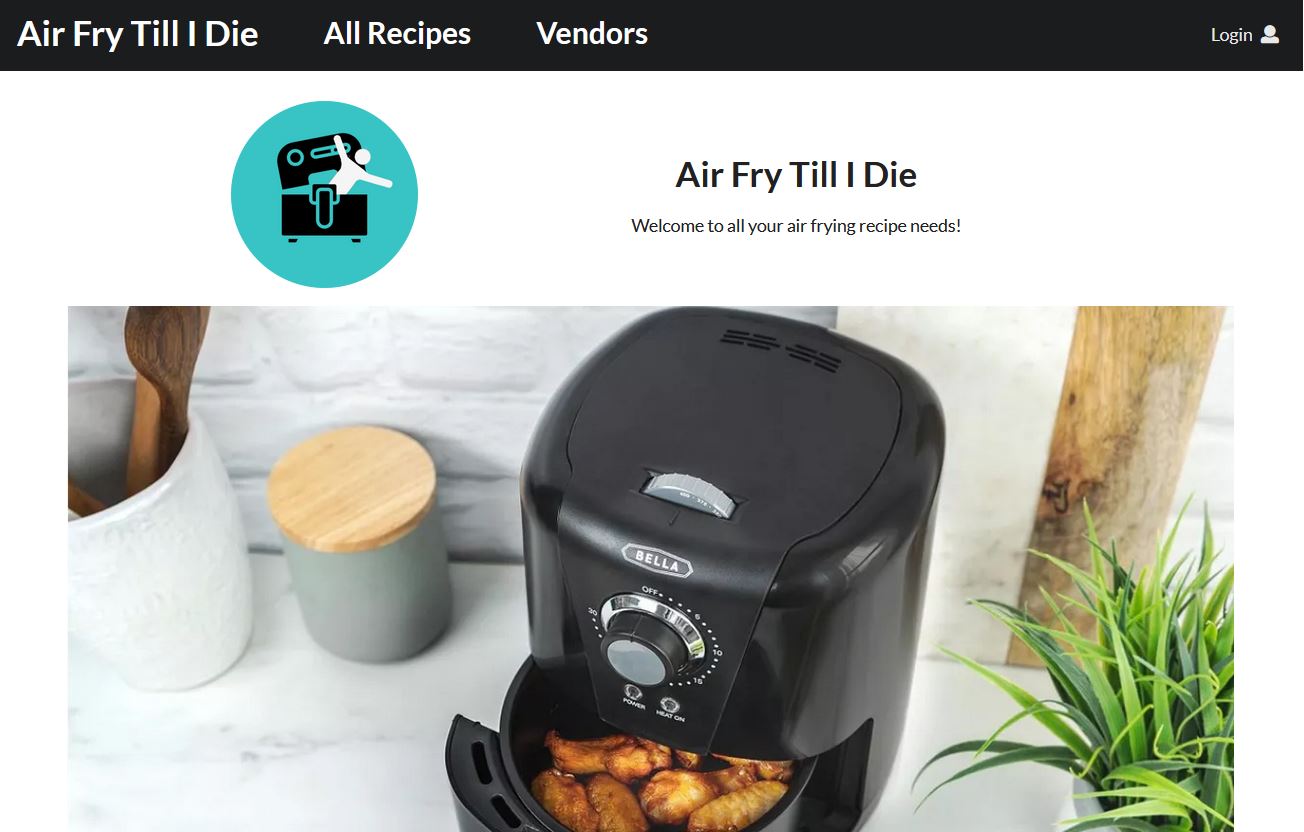 Air Fry Till I Die All Recipes Vendors Login
Air Fry Till I Die
Welcome to all your air frying recipe needs!
BELLA
OFF
30
5
10
15
POWER
HEAT ON